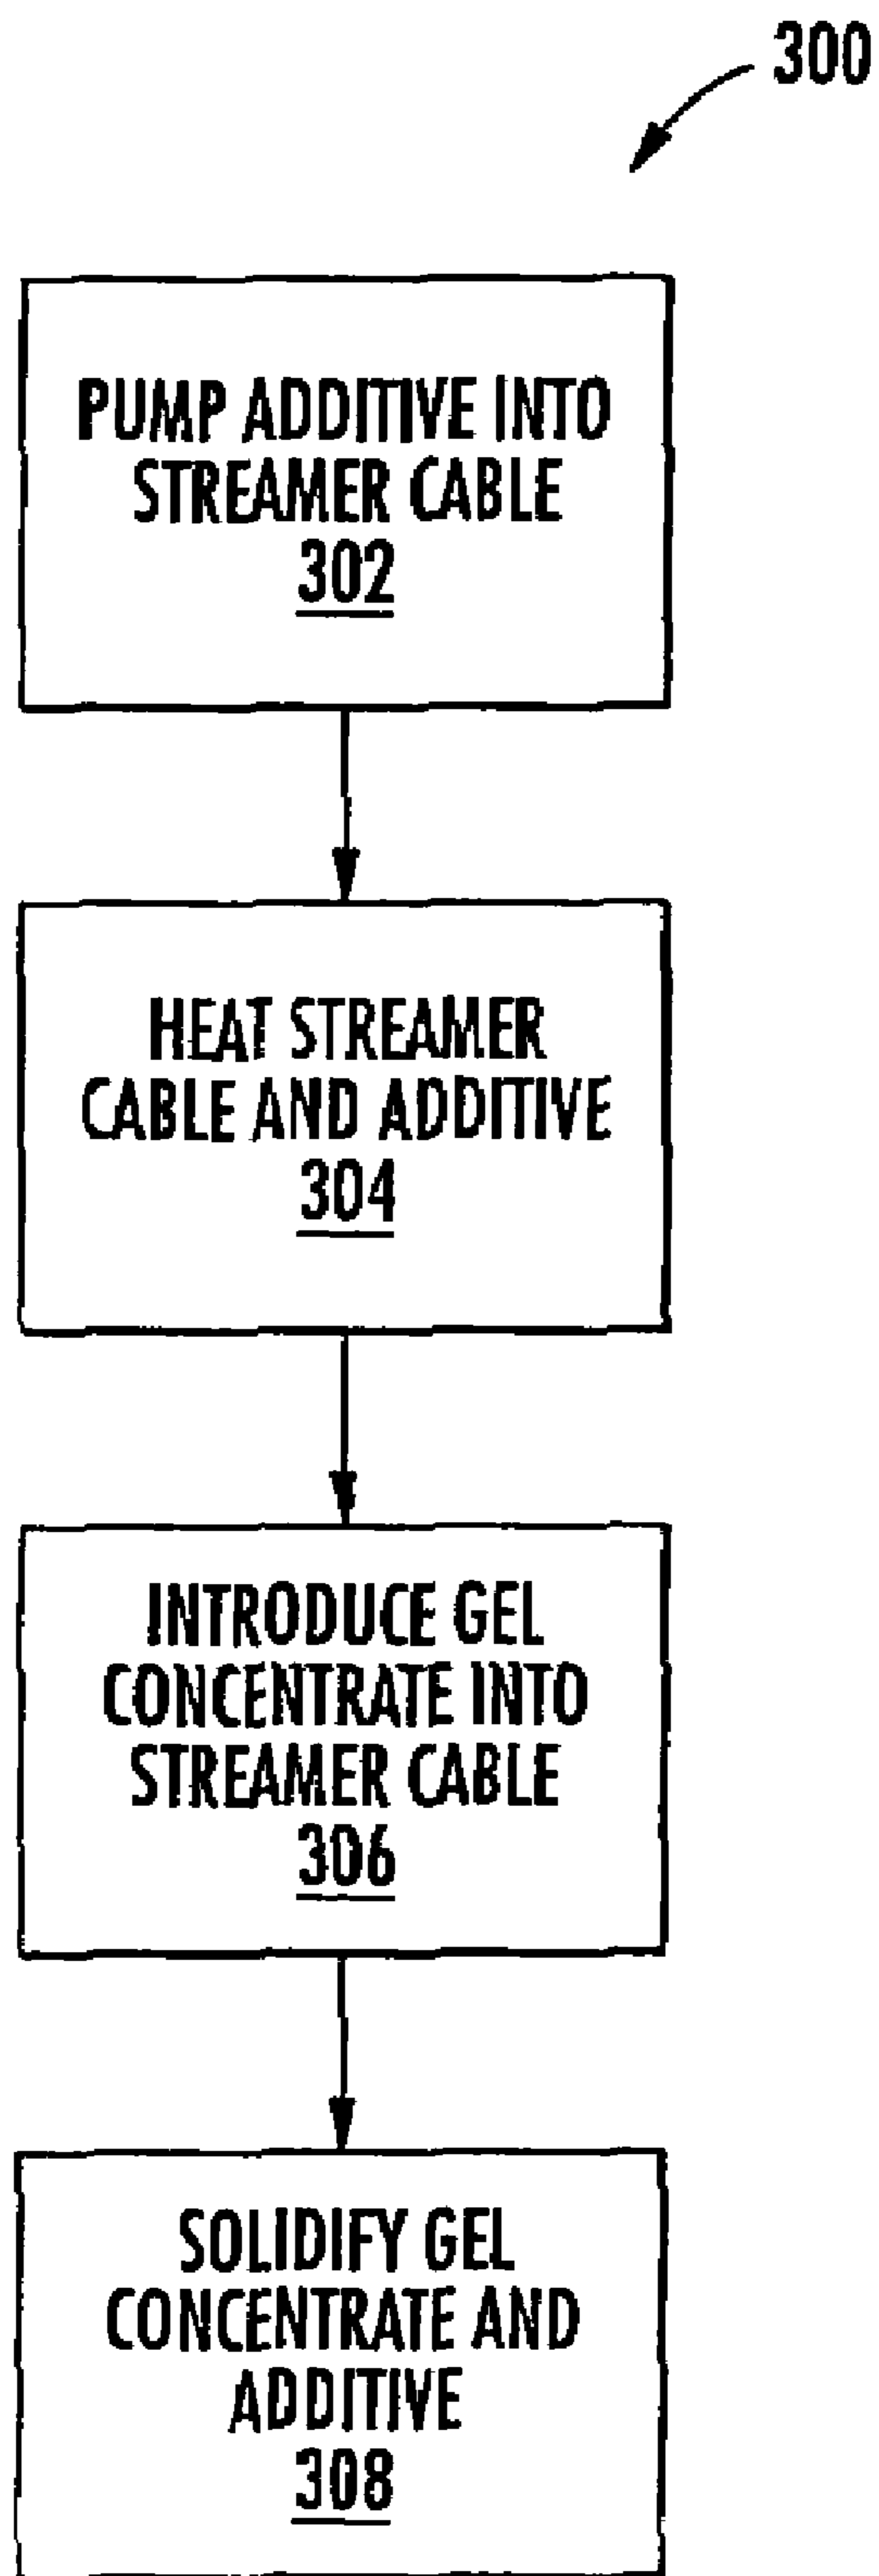 300
PUMP ADDITIVE INTO
STREAMER CABLE
302
HEAT STREAMER
CABLE AND ADDITIVE
304
INTRODUCE GEL
CONCENTRATE INTO
STREAMER CABLE
306
SOLIDIFY GEL
CONCENTRATE AND
ADDITIVE
308